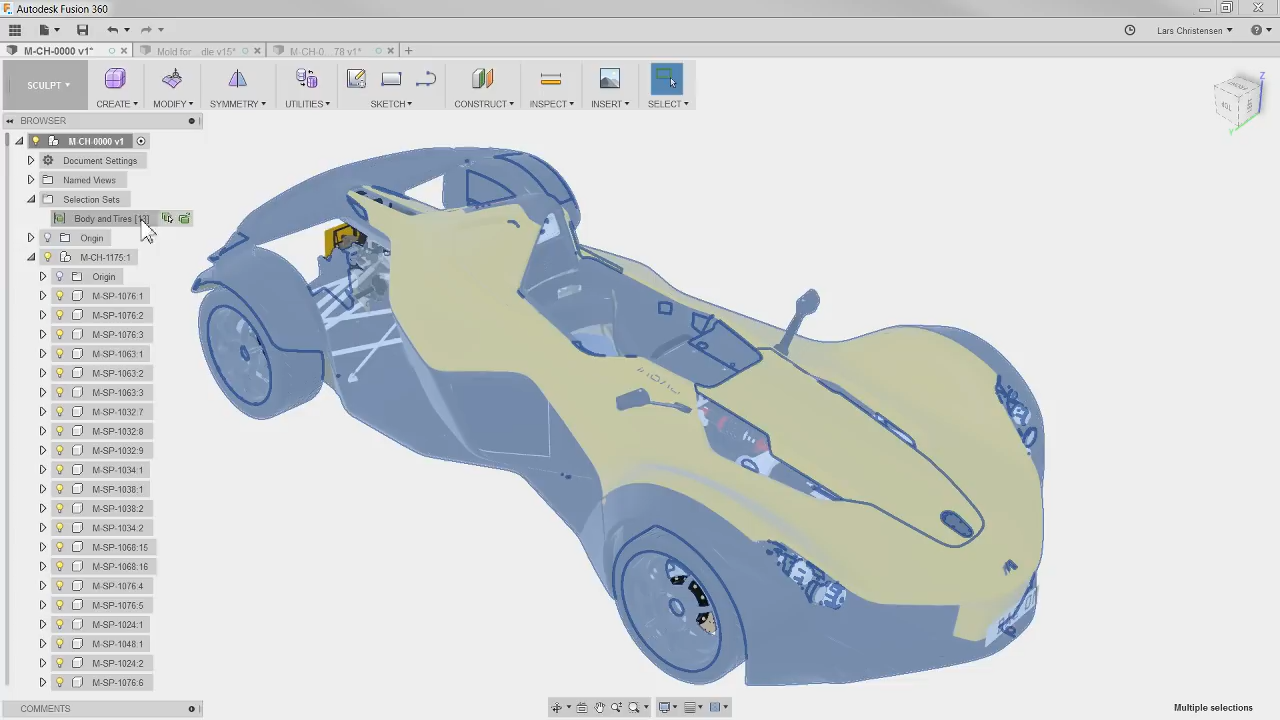 Autodesk Fusion 360
Lars Christensen
M-CH-0000 v1*
Mold for ...dle v15*
M-CH-0...78 v1*
SCULPT
CREATE
MODIFY
SYMMETRY
UTILITIES
SKETCH
CONSTRUCT
INSPECT
INSERT
SELECT
BROWSER
M-CH-0000 v1
Document Settings
Named Views
Selection Sets
Body and Tires
Origin
M-CH-1175:1
Origin
M-SP-1076:1
M-SP-1076:2
M-SP-1076:3
M-SP-1063:1
M-SP-1063:2
M-SP-1063:3
M-SP-1032:7
M-SP-1032:8
M-SP-1032:9
M-SP-1034:1
M-SP-1038:1
M-SP-1038:2
M-SP-1034:2
M-SP-1068:15
M-SP-1068:16
M-SP-1076:4
M-SP-1076:5
M-SP-1024:1
M-SP-1048:1
M-SP-1024:2
M-SP-1076:6
MONO
Z
TOP
Y
COMMENTS
Multiple selections